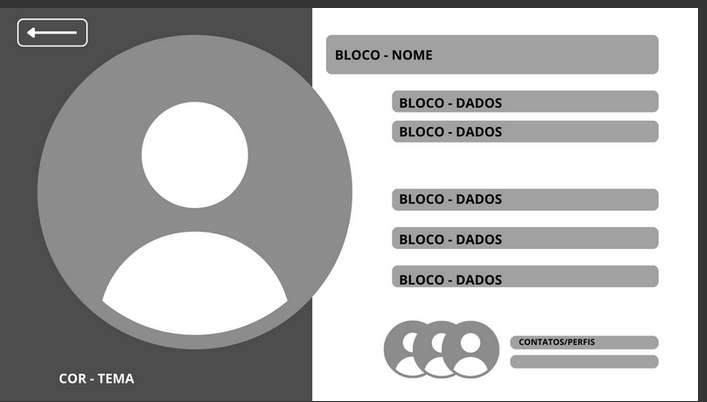 BLOCO - NOME
BLOCO - DADOS
BLOCO - DADOS
BLOCO - DADOS
BLOCO - DADOS
BLOCO - DADOS
CONTATOS/PERFIS
COR - TEMA